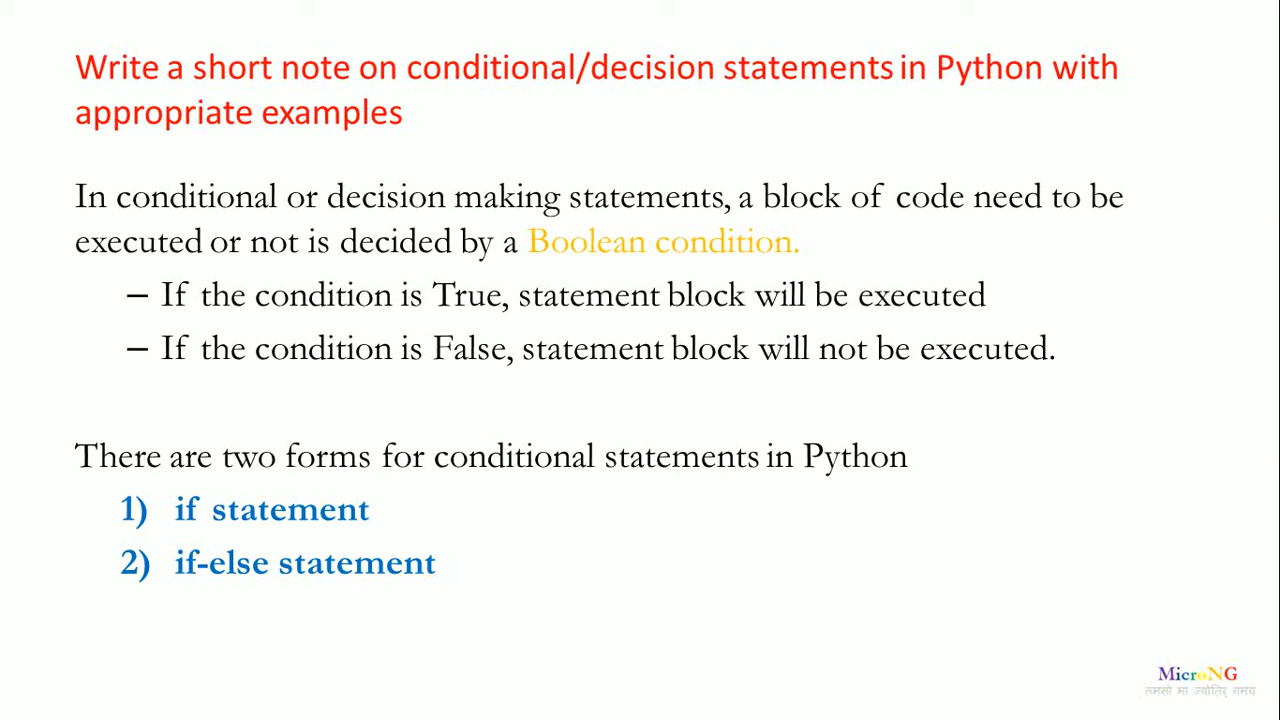 Write a short note on conditional/decision statements in Python with
appropriate examples
In conditional or decision making statements, a block of code need to be
executed or not is decided by a Boolean condition.
– If the condition is True, statement block will be executed
– If the condition is False, statement block will not be executed.
There are two forms for conditional statements in Python
1) if statement
2) if-else statement
MicroNG
तमसो मा ज्योतिर् गमय